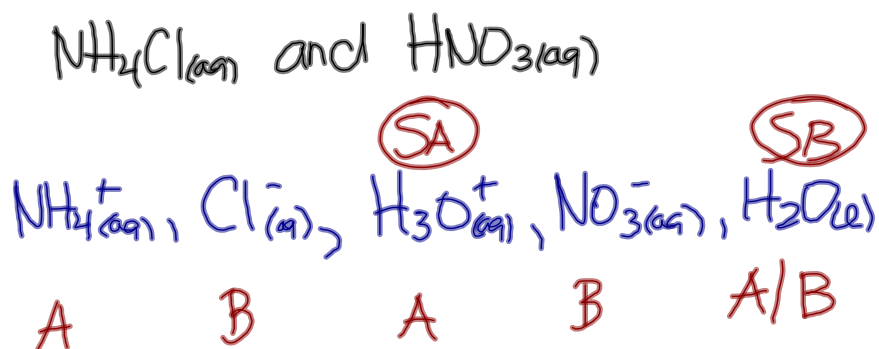 NH₄Cl(aq) and HNO₃(aq)
SA SB
NH₄⁺(aq), Cl⁻(aq), H₃O⁺(aq), NO₃⁻(aq), H₂O(l)
A B A B A/B